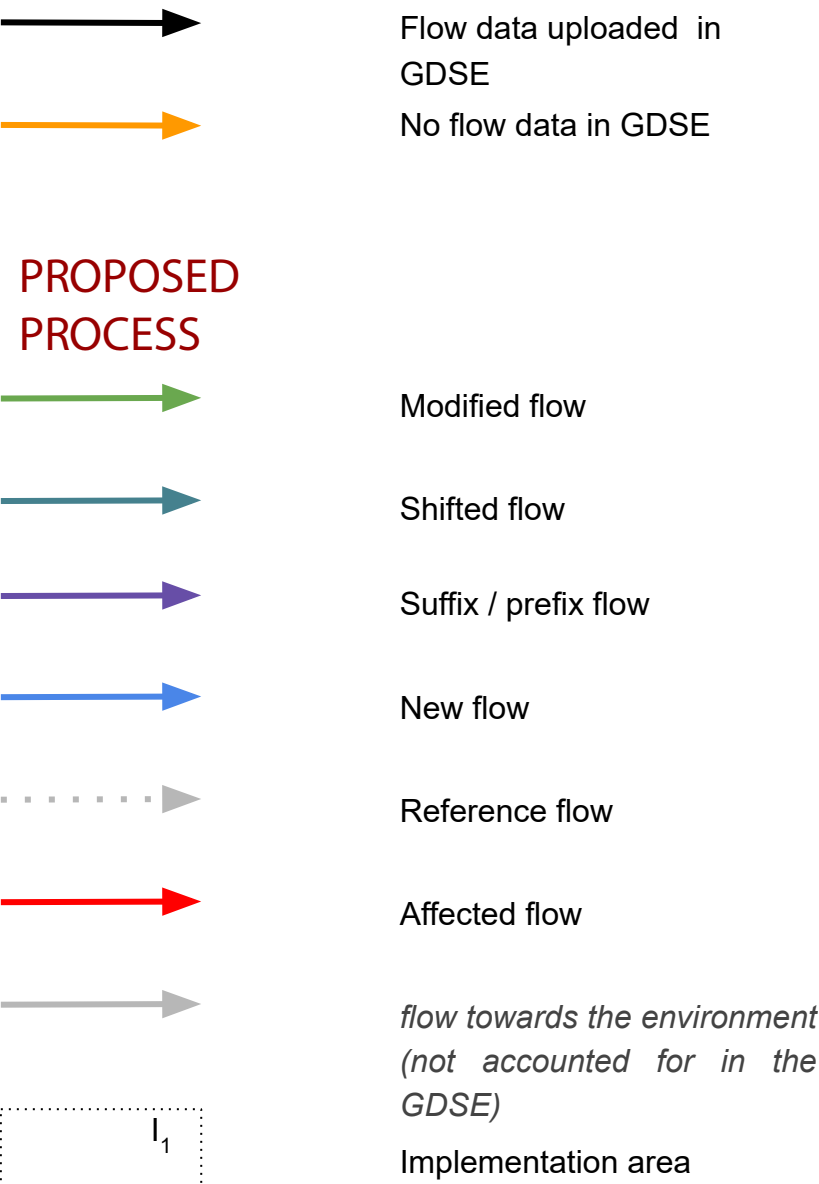 Flow data uploaded in
GDSE
No flow data in GDSE
PROPOSED
PROCESS
Modified flow
Shifted flow
Suffix / prefix flow
New flow
Reference flow
Affected flow
flow towards the environment
(not accounted for in the
GDSE)
I₁
Implementation area